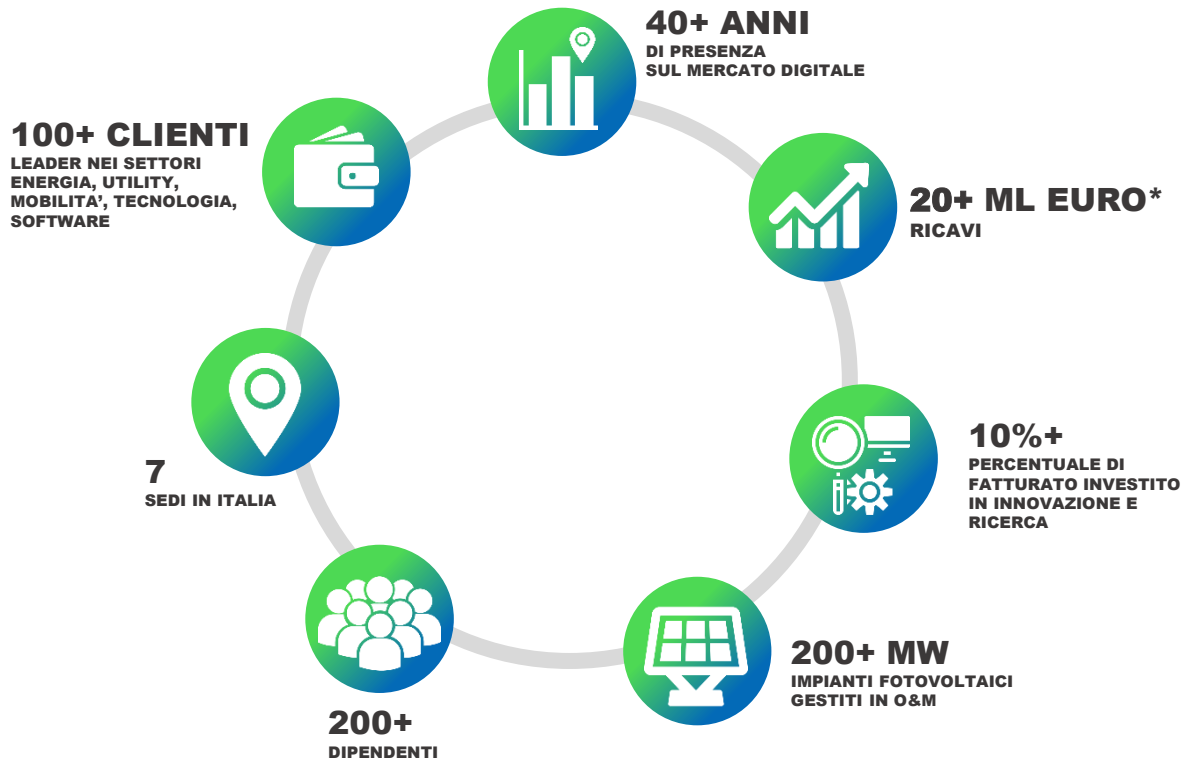 40+ ANNI
DI PRESENZA
SUL MERCATO DIGITALE
20+ ML EURO*
RICAVI
10%+
PERCENTUALE DI
FATTURATO INVESTITO
IN INNOVAZIONE E
RICERCA
200+ MW
IMPIANTI FOTOVOLTAICI
GESTITI IN O&M
200+
DIPENDENTI
7
SEDI IN ITALIA
100+ CLIENTI
LEADER NEI SETTORI
ENERGIA, UTILITY,
MOBILITA’, TECNOLOGIA,
SOFTWARE